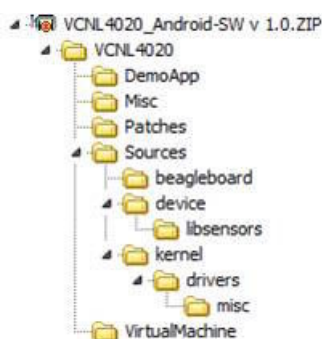 VCNL4020_Android-SW v 1.0.ZIP
VCNL4020
DemoApp
Misc
Patches
Sources
beagleboard
device
libsensors
kernel
drivers
misc
VirtualMachine